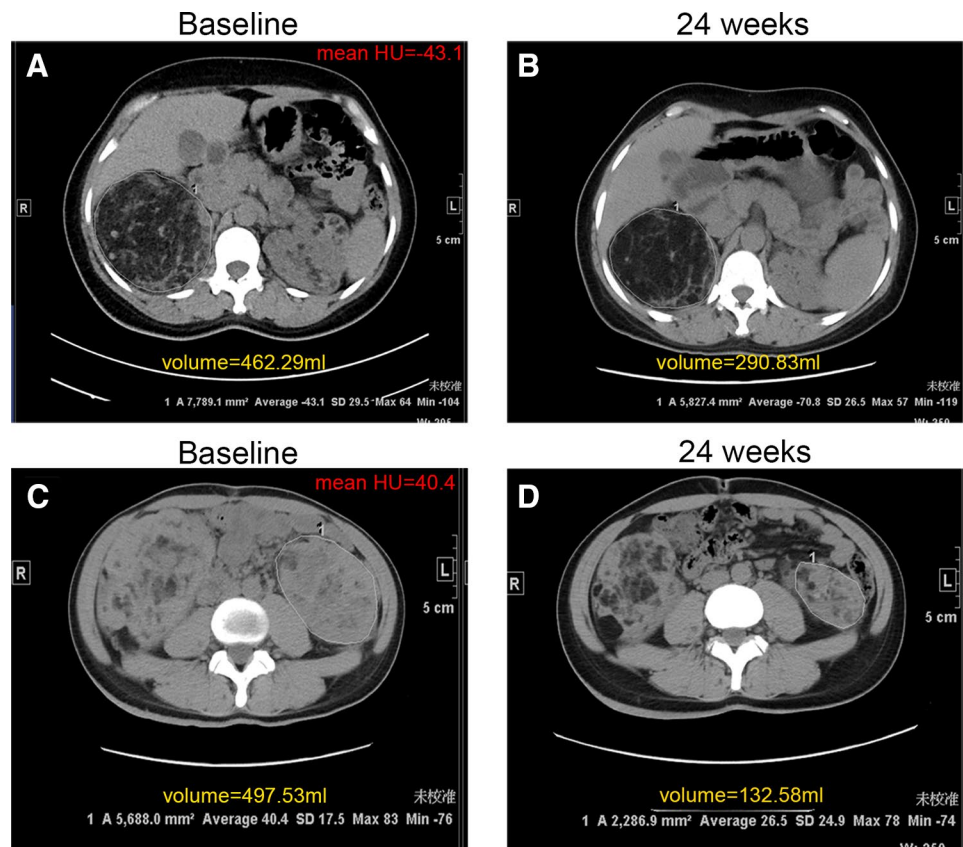 Baseline
24 weeks
A
mean HU=-43.1
R
1
L
5 cm
volume=462.29ml
未校准
1 A 7,789.1 mm² Average -43.1 SD 29.5 Max 64 Min -104
B
R
1
L
5 cm
volume=290.83ml
未校准
1 A 5,827.4 mm² Average -70.8 SD 26.5 Max 57 Min -119
Baseline
24 weeks
C
mean HU=40.4
R
1
L
5 cm
volume=497.53ml
未校准
1 A 5,688.0 mm² Average 40.4 SD 17.5 Max 83 Min -76
D
R
1
L
5 cm
volume=132.58ml
未校准
1 A 2,286.9 mm² Average 26.5 SD 24.9 Max 78 Min -74